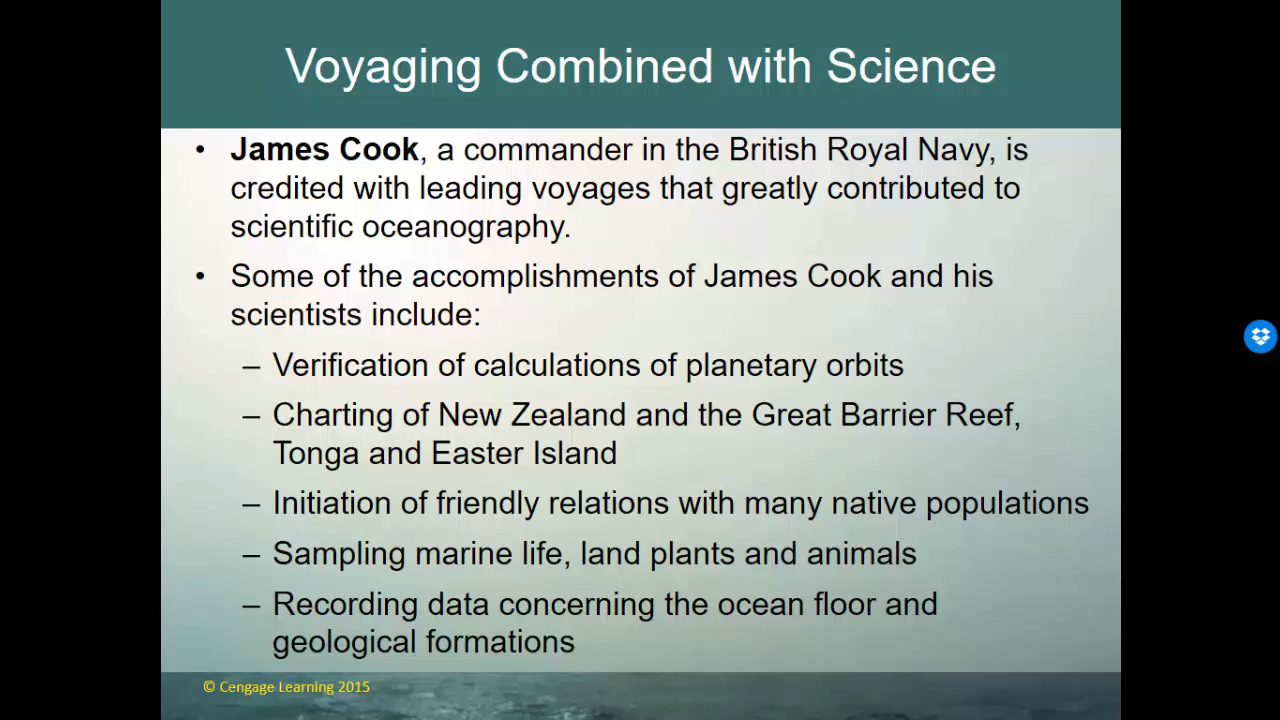 Voyaging Combined with Science
• James Cook, a commander in the British Royal Navy, is
credited with leading voyages that greatly contributed to
scientific oceanography.
• Some of the accomplishments of James Cook and his
scientists include:
– Verification of calculations of planetary orbits
– Charting of New Zealand and the Great Barrier Reef,
Tonga and Easter Island
– Initiation of friendly relations with many native populations
– Sampling marine life, land plants and animals
– Recording data concerning the ocean floor and
geological formations
© Cengage Learning 2015